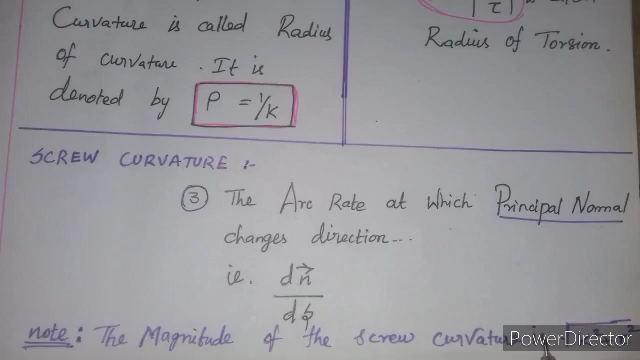 Curvature is called Radius
of curvature. It is
denoted by ρ = 1/K
|τ|
Radius of Torsion.
SCREW CURVATURE :-
③ The Arc Rate at which Principal Normal
changes direction...
ie. dn⃗
ds
note: The Magnitude of the screw curvature
PowerDirector